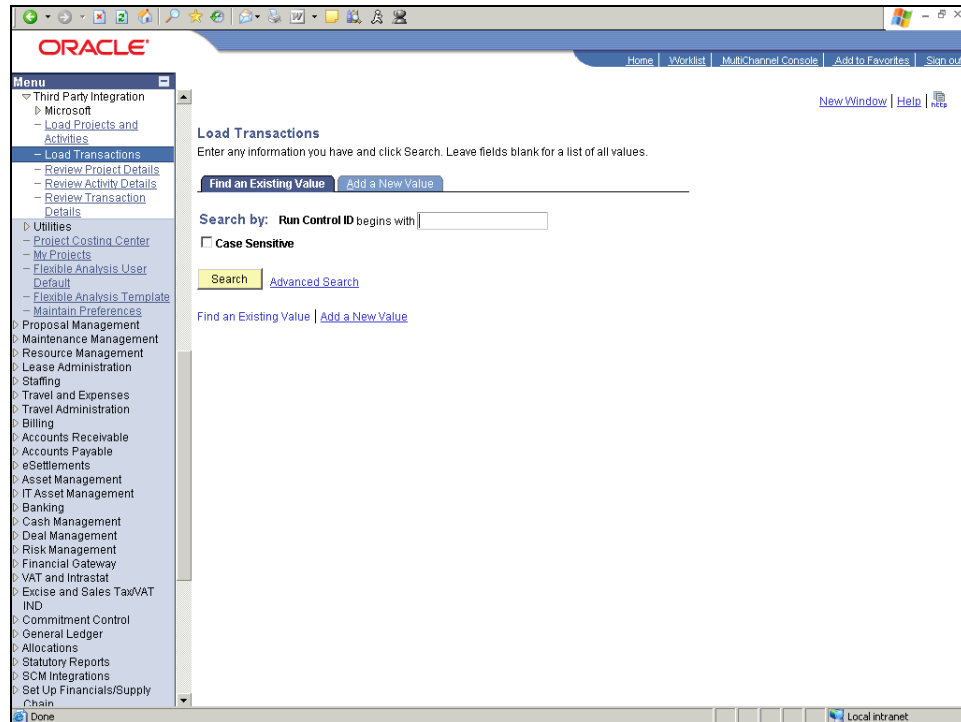 ORACLE
Home | Worklist | MultiChannel Console | Add to Favorites | Sign out
Menu
Third Party Integration
Microsoft
Load Projects and
Activities
Load Transactions
Review Project Details
Review Activity Details
Review Transaction
Details
Utilities
Project Costing Center
My Projects
Flexible Analysis User
Default
Flexible Analysis Template
Maintain Preferences
Proposal Management
Maintenance Management
Resource Management
Lease Administration
Staffing
Travel and Expenses
Travel Administration
Billing
Accounts Receivable
Accounts Payable
eSettlements
Asset Management
IT Asset Management
Banking
Cash Management
Deal Management
Risk Management
Financial Gateway
VAT and Intrastat
Excise and Sales Tax/VAT
IND
Commitment Control
General Ledger
Allocations
Statutory Reports
SCM Integrations
Set Up Financials/Supply
Chain
New Window | Help | http
Load Transactions
Enter any information you have and click Search. Leave fields blank for a list of all values.
Find an Existing Value
Add a New Value
Search by: Run Control ID begins with
Case Sensitive
Search
Advanced Search
Find an Existing Value | Add a New Value
Done
Local intranet